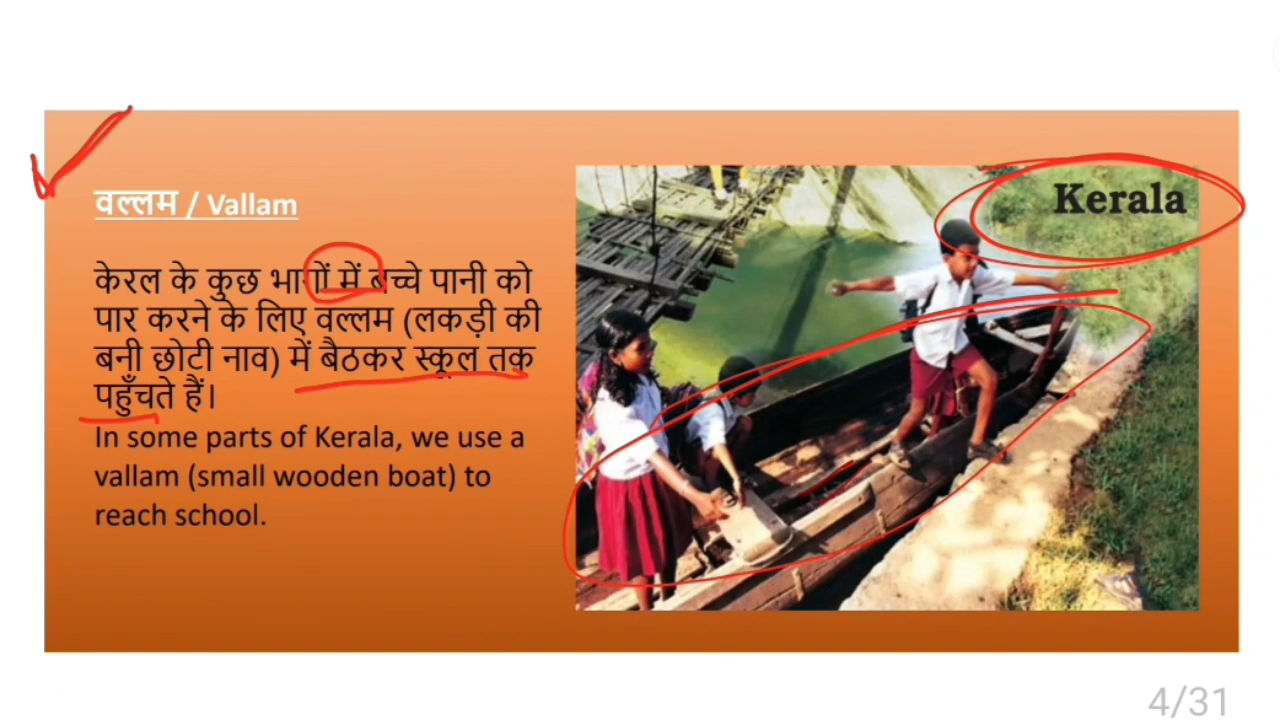 वल्लम / Vallam
Kerala
केरल के कुछ भागों में बच्चे पानी को
पार करने के लिए वल्लम (लकड़ी की
बनी छोटी नाव) में बैठकर स्कूल तक
पहुँचते हैं।
In some parts of Kerala, we use a
vallam (small wooden boat) to
reach school.
4/31